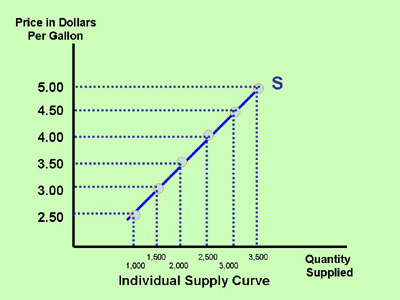 Price in Dollars
Per Gallon
5.00
S
4.50
4.00
3.50
3.00
2.50
1,000
1,500
2,000
2,500
3,000
3,500
Quantity
Supplied
Individual Supply Curve